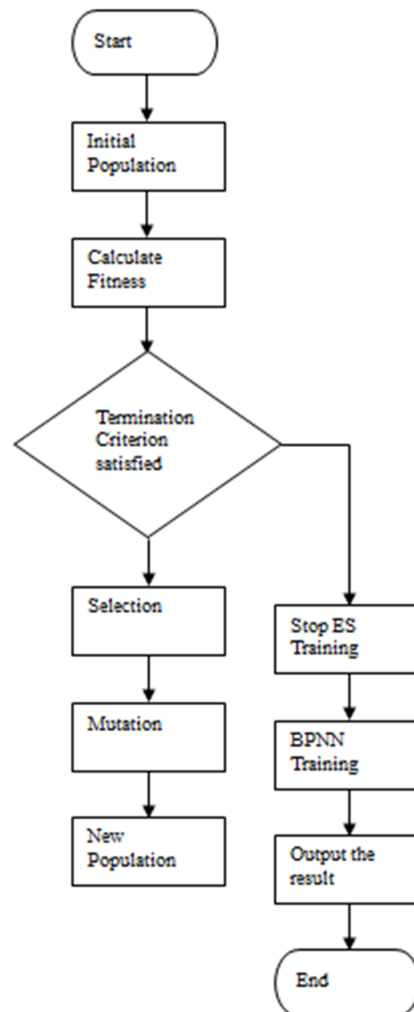 Start
Initial
Population
Calculate
Fitness
Termination
Criterion
satisfied
Selection
Mutation
New
Population
Stop ES
Training
BPNN
Training
Output the
result
End